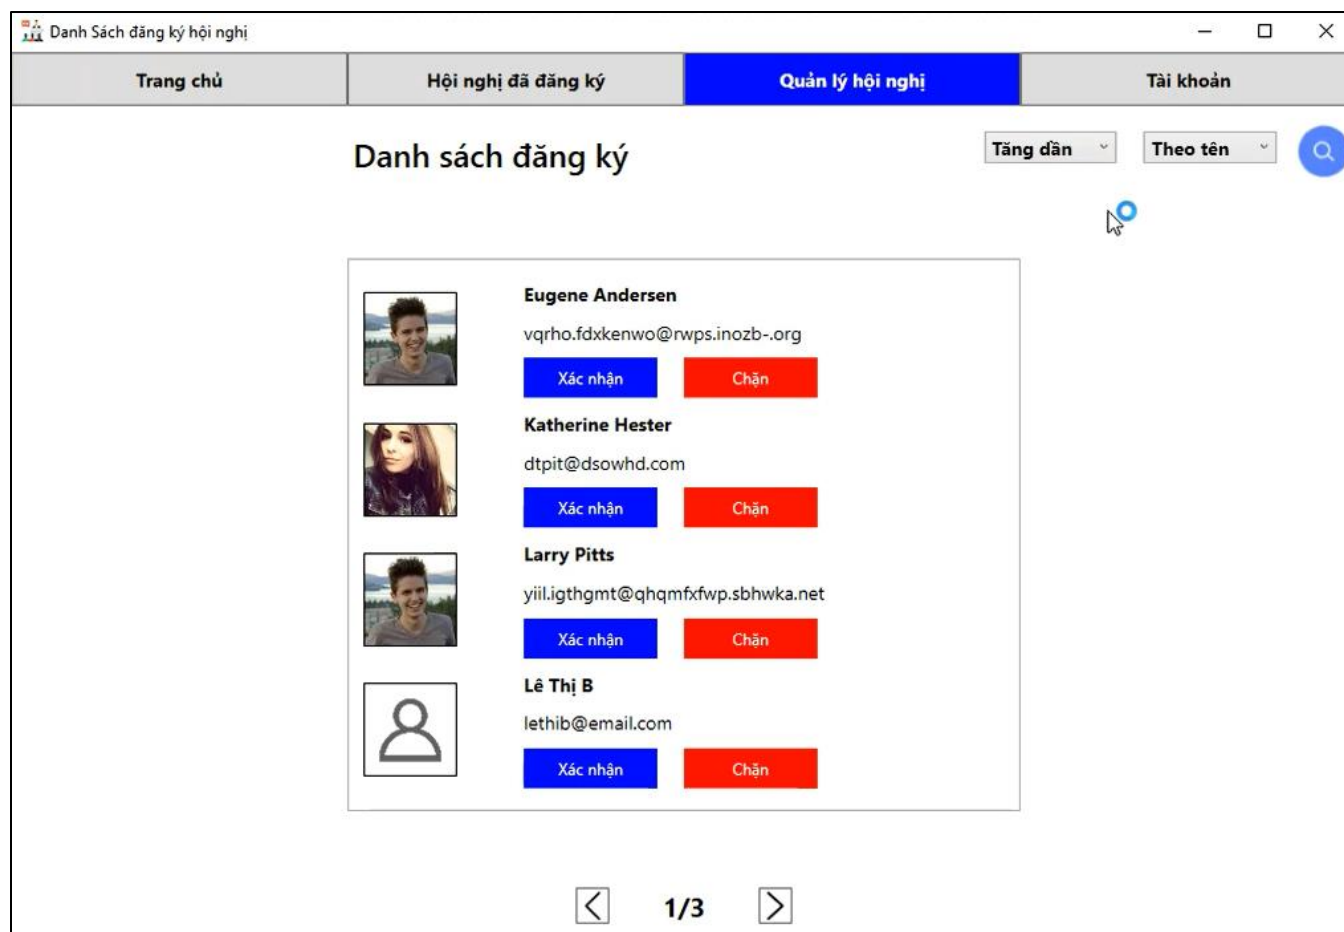 Danh Sách đăng ký hội nghị
Trang chủ
Hội nghị đã đăng ký
Quản lý hội nghị
Tài khoản
Danh sách đăng ký
Tăng dần
Theo tên
Eugene Andersen
vqrho.fdxkenwo@rwps.inozb-.org
Xác nhận
Chặn
Katherine Hester
dtpit@dsowhd.com
Xác nhận
Chặn
Larry Pitts
yiil.igthgmt@qhqmfxfwp.sbhwka.net
Xác nhận
Chặn
Lê Thị B
lethib@email.com
Xác nhận
Chặn
1/3